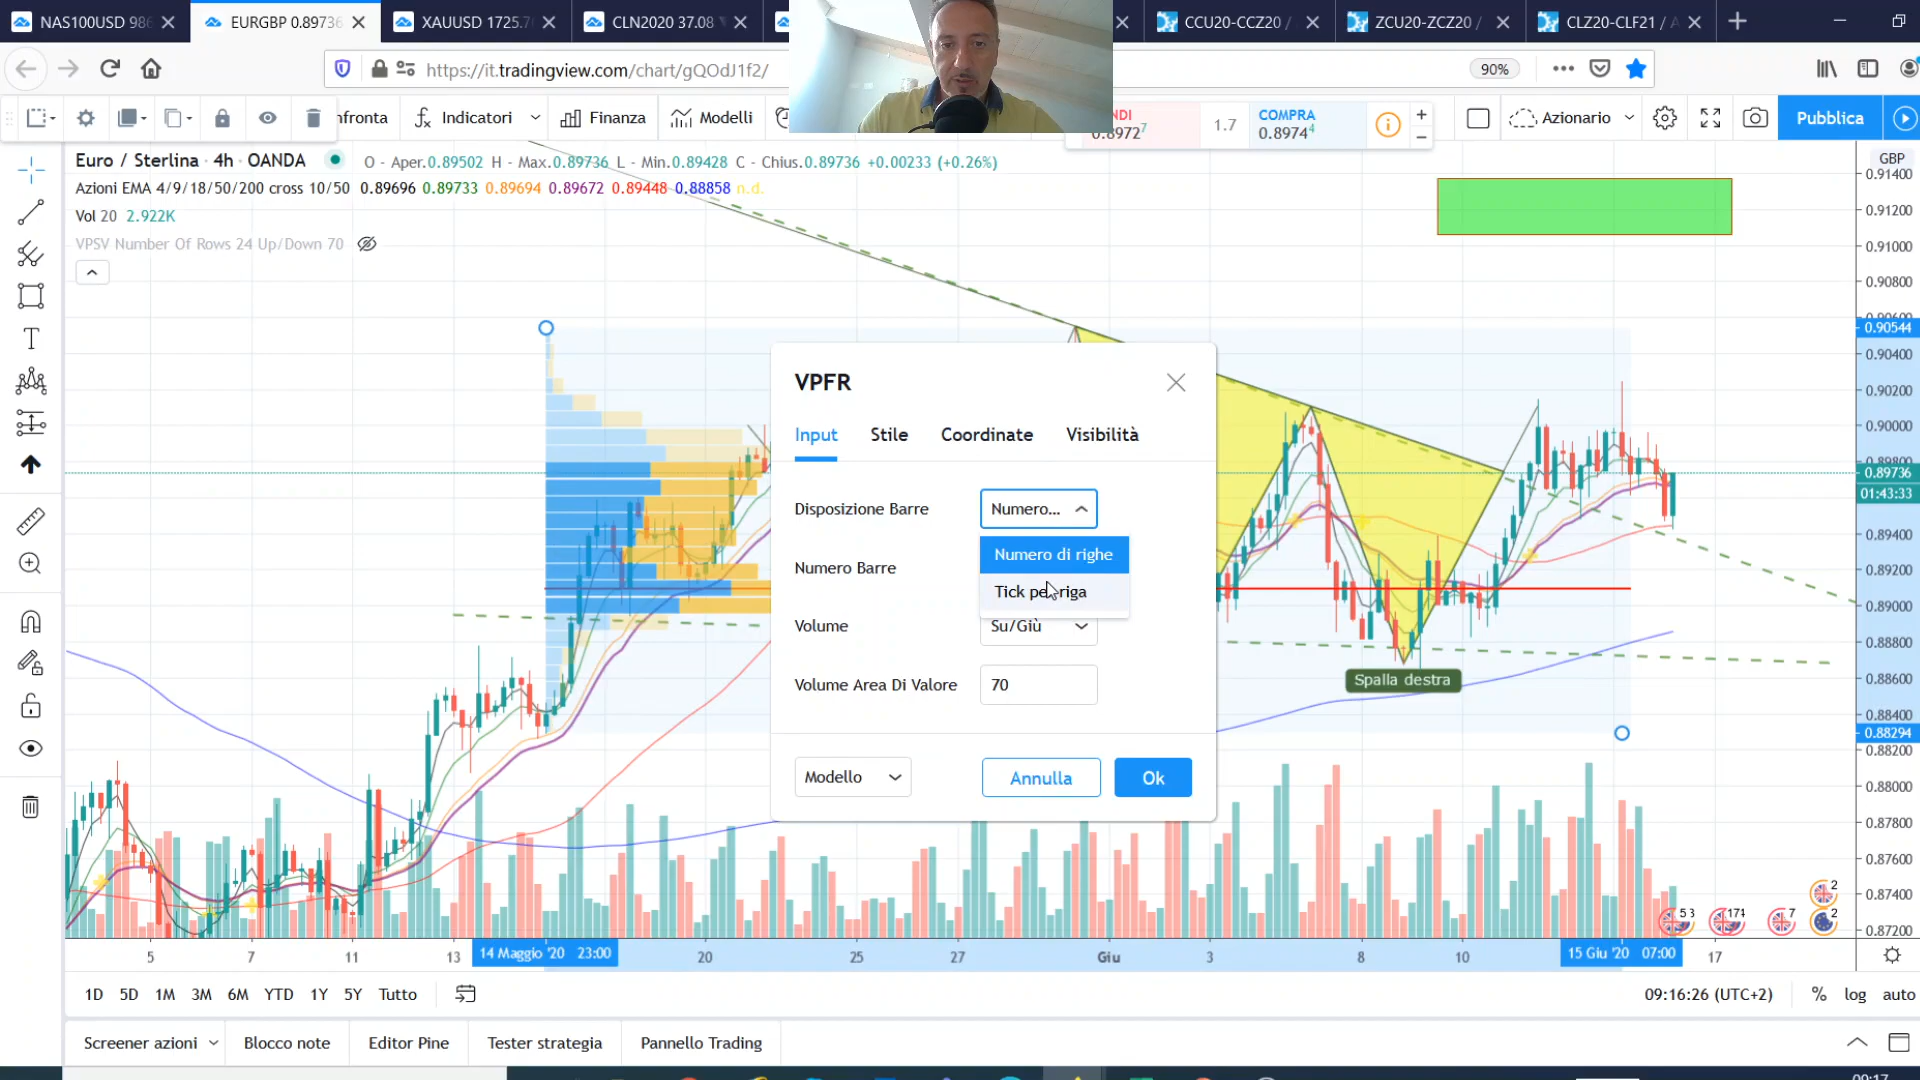 NAS100USD 986
EURGBP 0.89736
XAUUSD 1725.7
CLN2020 37.08
CCU20-CCZ20 /
ZCU20-ZCZ20 /
CLZ20-CLF21 / A
https://it.tradingview.com/chart/gQOdJ1f2/
90%
nfronta
Indicatori
Finanza
Modelli
NDI
0.8972⁷
1.7
COMPRA
0.8974⁴
Azionario
Pubblica
Euro / Sterlina · 4h · OANDA
O - Aper.0.89502 H - Max.0.89736 L - Min.0.89428 C - Chius.0.89736 +0.00233 (+0.26%)
Azioni EMA 4/9/18/50/200 cross 10/50 0.89696 0.89733 0.89694 0.89672 0.89448 0.88858 n.d.
Vol 20 2.922K
VPSV Number Of Rows 24 Up/Down 70
GBP
0.91400
0.91200
0.91000
0.90800
0.90544
0.90400
0.90200
0.90000
0.89736
01:43:33
0.89400
0.89200
0.89000
0.88800
0.88600
0.88400
0.88294
0.88200
0.88000
0.87800
0.87600
0.87400
0.87200
VPFR
Input
Stile
Coordinate
Visibilità
Disposizione Barre
Numero...
Numero di righe
Tick per riga
Numero Barre
Volume
Su/Giù
Volume Area Di Valore
70
Modello
Annulla
Ok
Spalla destra
2
53
174
7
2
5
7
11
13
14 Maggio '20 23:00
20
25
27
Giu
3
8
10
15 Giu '20 07:00
17
1D
5D
1M
3M
6M
YTD
1Y
5Y
Tutto
09:16:26 (UTC+2)
%
log
auto
Screener azioni
Blocco note
Editor Pine
Tester strategia
Pannello Trading